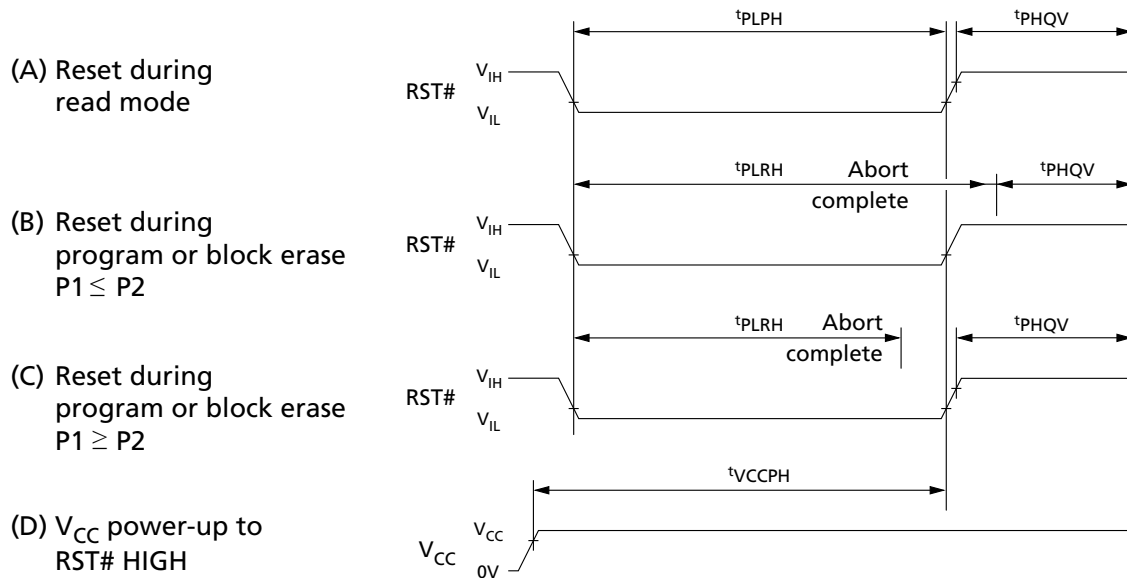 tPLPH
tPHQV
(A) Reset during
read mode
RST#
VIH
VIL
tPLRH
Abort
complete
tPHQV
(B) Reset during
program or block erase
P1 ≤ P2
RST#
VIH
VIL
tPLRH
Abort
complete
tPHQV
(C) Reset during
program or block erase
P1 ≥ P2
RST#
VIH
VIL
tVCCPH
(D) VCC power-up to
RST# HIGH
VCC
VCC
0V